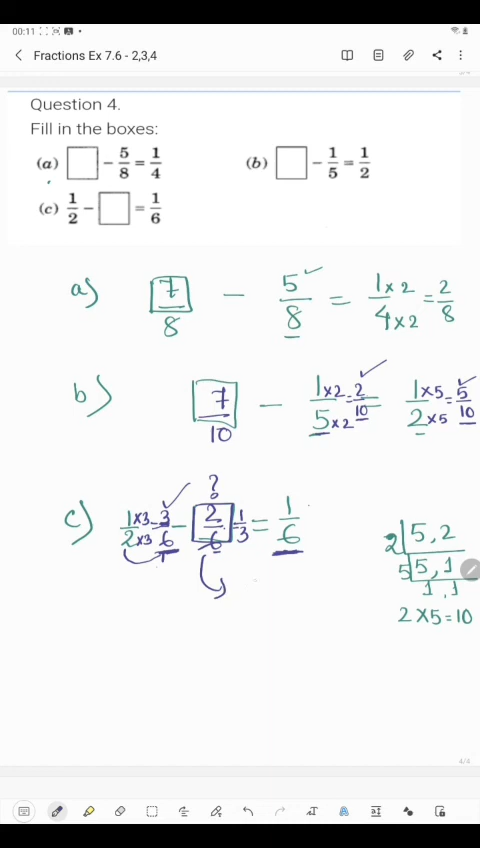 00:11
Fractions Ex 7.6 - 2,3,4
Question 4.
Fill in the boxes:
(a) □ − 5/8 = 1/4 (b) □ − 1/5 = 1/2
(c) 1/2 − □ = 1/6
a) 7/8 − 5/8 ✓ = 1×2/4×2 = 2/8
b) 7/10 − 1×2/5×2 = 2/10 ✓ 1×5/2×5 = 5/10 ✓
?
c) 1×3/2×3 = 3/6 ✓ − 2/6 1/3 = 1/6
2 | 5, 2
5 | 5, 1
1, 1
2 × 5 = 10
4/4